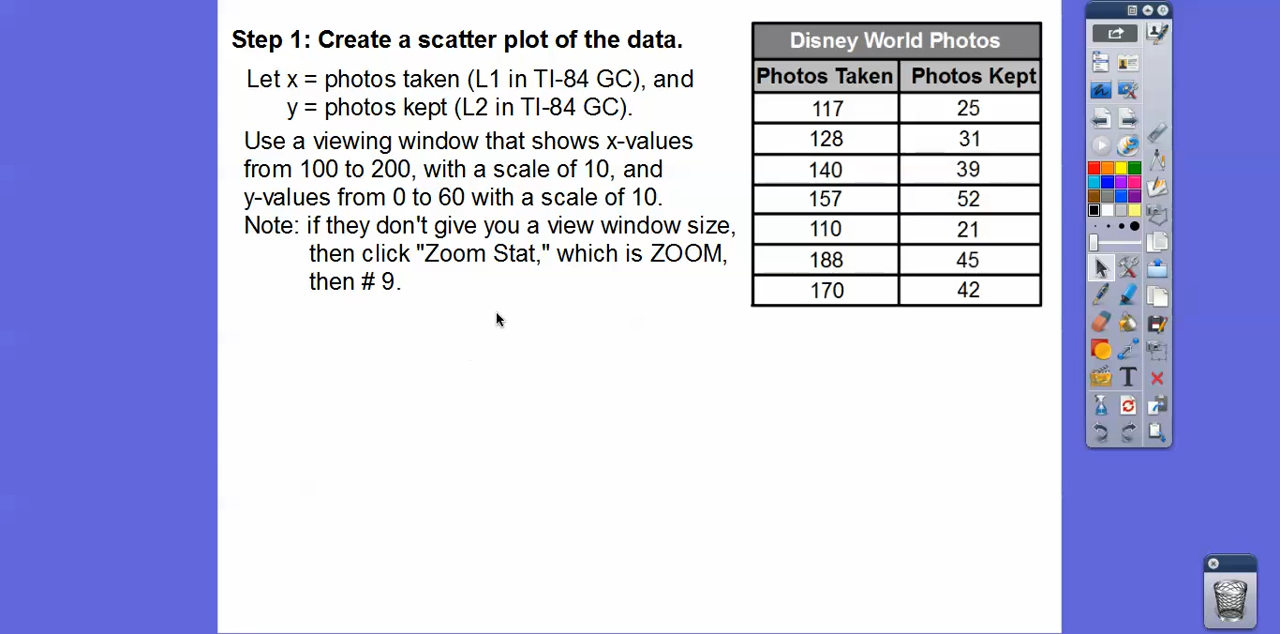 Step 1: Create a scatter plot of the data.
Let x = photos taken (L1 in TI-84 GC), and
y = photos kept (L2 in TI-84 GC).
Use a viewing window that shows x-values
from 100 to 200, with a scale of 10, and
y-values from 0 to 60 with a scale of 10.
Note: if they don't give you a view window size,
then click "Zoom Stat," which is ZOOM,
then # 9.
Disney World Photos
Photos Taken Photos Kept
117 25
128 31
140 39
157 52
110 21
188 45
170 42